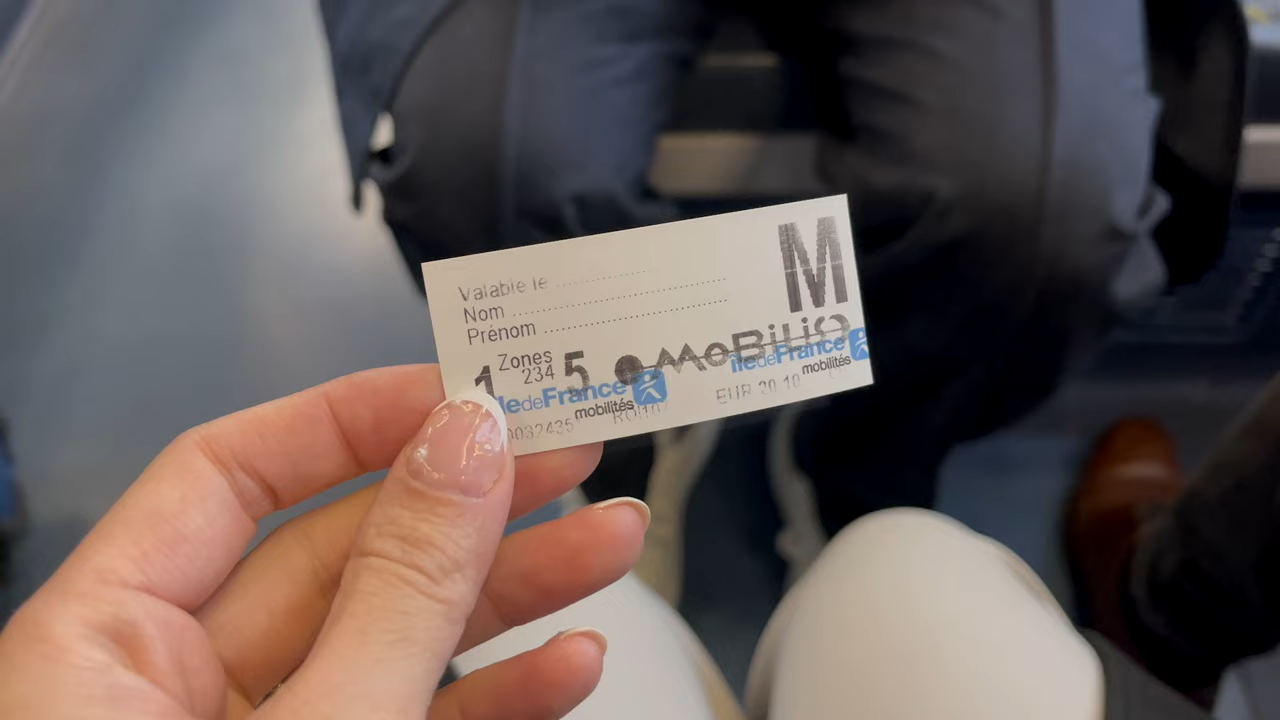 Valable le
Nom
Prénom
M
Zones
1 234 5
MOBiLiS
îledeFrance
mobilités
îledeFrance
mobilités
EUR 20.10